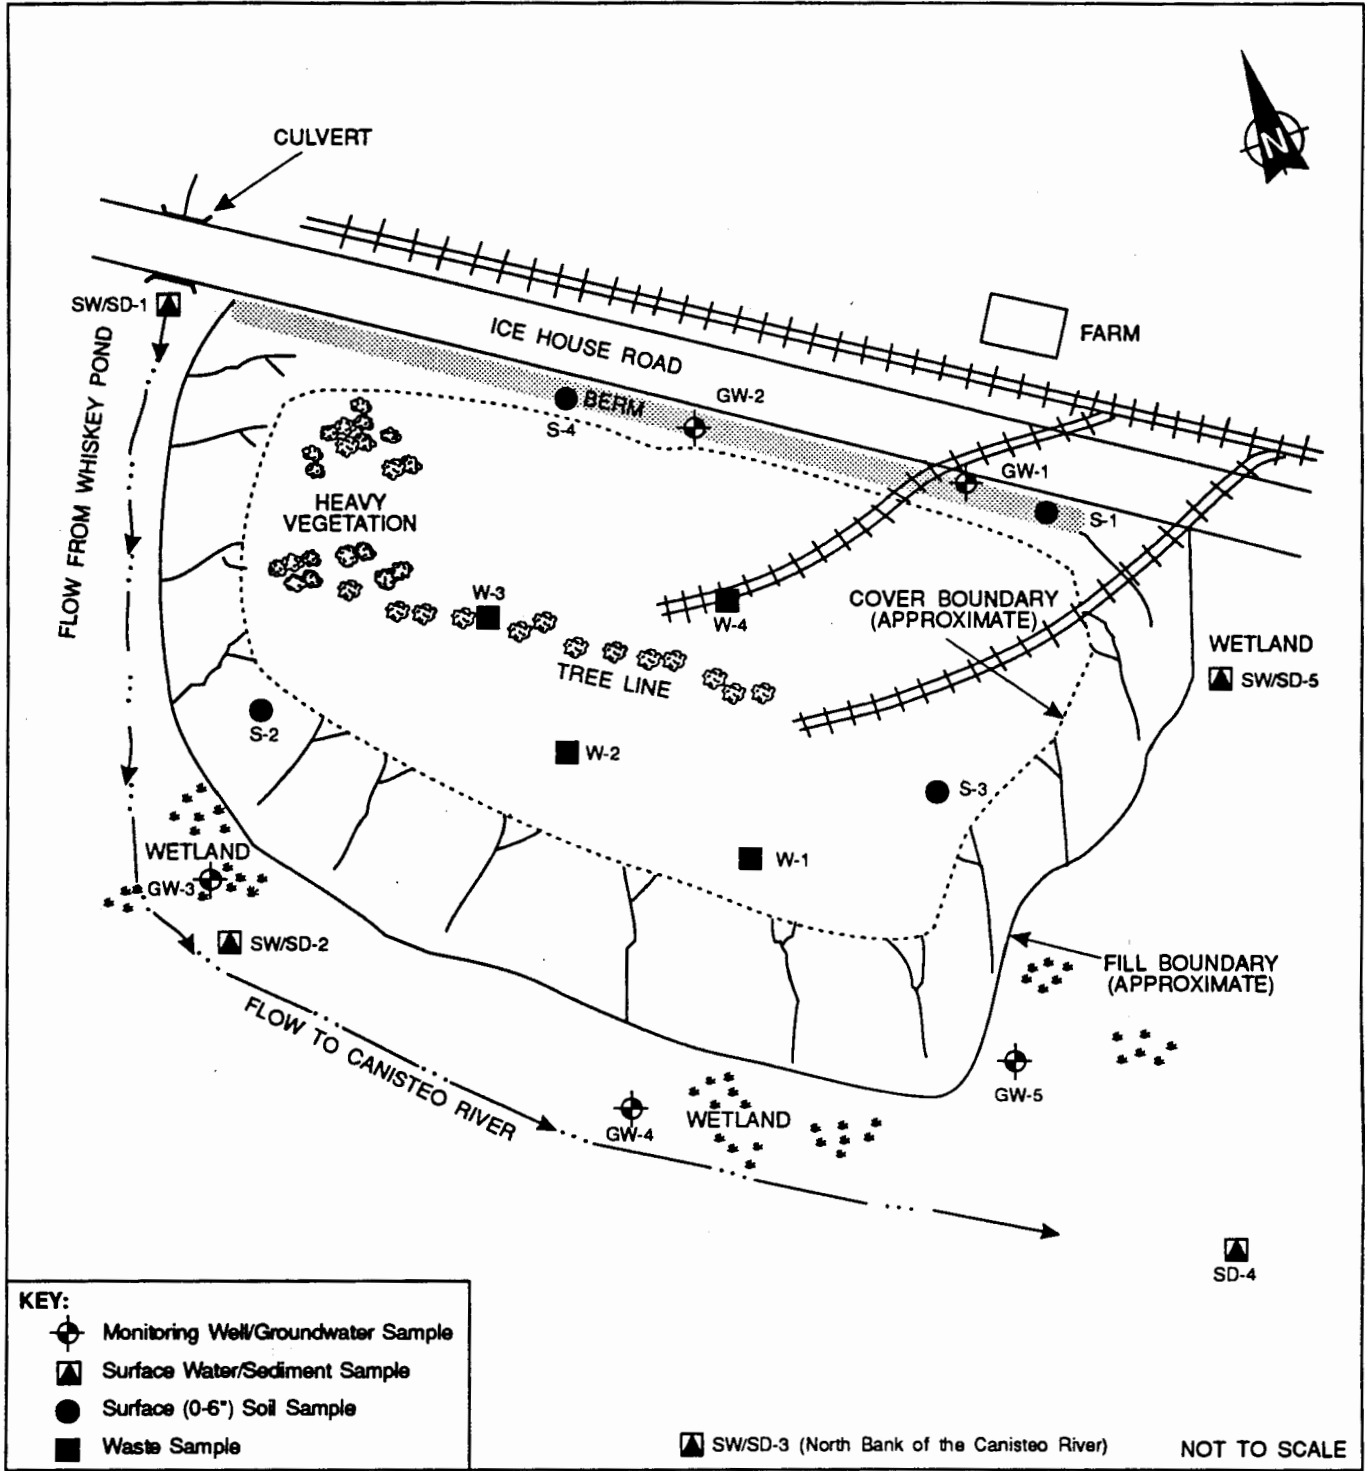 N
CULVERT
SW/SD-1
ICE HOUSE ROAD
FARM
GW-2
BERM
S-4
GW-1
S-1
FLOW FROM WHISKEY POND
HEAVY
VEGETATION
W-3
W-4
COVER BOUNDARY
(APPROXIMATE)
WETLAND
SW/SD-5
TREE LINE
S-2
W-2
S-3
WETLAND
W-1
GW-3
SW/SD-2
FILL BOUNDARY
(APPROXIMATE)
FLOW TO CANISTEO RIVER
GW-5
WETLAND
GW-4
SD-4
KEY:
Monitoring Well/Groundwater Sample
Surface Water/Sediment Sample
Surface (0-6") Soil Sample
Waste Sample
SW/SD-3 (North Bank of the Canisteo River)
NOT TO SCALE